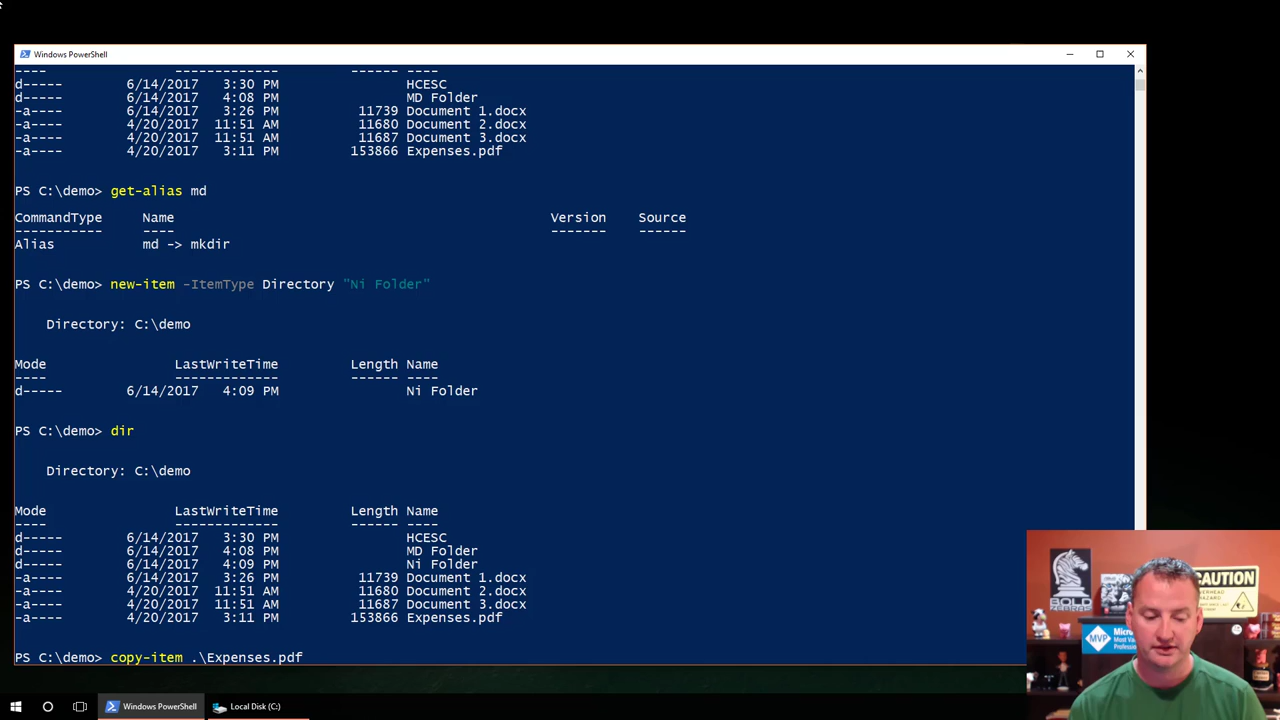 Windows PowerShell
---- ------------- ------ ----
d----- 6/14/2017 3:30 PM HCESC
d----- 6/14/2017 4:08 PM MD Folder
-a---- 6/14/2017 3:26 PM 11739 Document 1.docx
-a---- 4/20/2017 11:51 AM 11680 Document 2.docx
-a---- 4/20/2017 11:51 AM 11687 Document 3.docx
-a---- 4/20/2017 3:11 PM 153866 Expenses.pdf
PS C:\demo> get-alias md
CommandType Name Version Source
----------- ---- ------- ------
Alias md -> mkdir
PS C:\demo> new-item -ItemType Directory "Ni Folder"
Directory: C:\demo
Mode LastWriteTime Length Name
---- ------------- ------ ----
d----- 6/14/2017 4:09 PM Ni Folder
PS C:\demo> dir
Directory: C:\demo
Mode LastWriteTime Length Name
---- ------------- ------ ----
d----- 6/14/2017 3:30 PM HCESC
d----- 6/14/2017 4:08 PM MD Folder
d----- 6/14/2017 4:09 PM Ni Folder
-a---- 6/14/2017 3:26 PM 11739 Document 1.docx
-a---- 4/20/2017 11:51 AM 11680 Document 2.docx
-a---- 4/20/2017 11:51 AM 11687 Document 3.docx
-a---- 4/20/2017 3:11 PM 153866 Expenses.pdf
PS C:\demo> copy-item .\Expenses.pdf
CAUTION
BOLD
MVP
Windows PowerShell
Local Disk (C:)